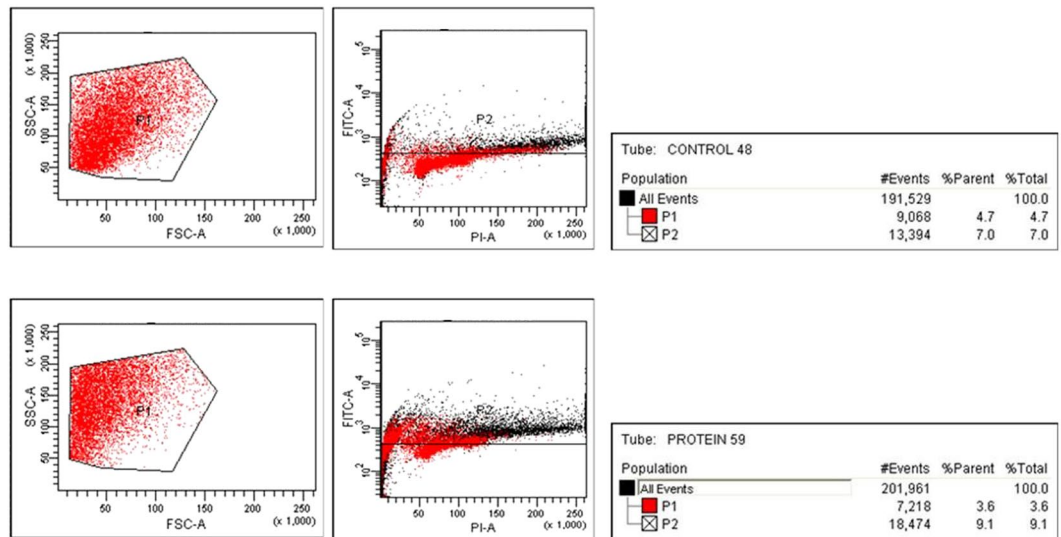 SSC-A
(x 1,000)
50 100 150 200 250
P1
50 100 150 200 250
FSC-A
(x 1,000)
FITC-A
10^2 10^3 10^4 10^5
P2
50 100 150 200 250
PI-A
(x 1,000)
Tube: CONTROL 48
Population #Events %Parent %Total
All Events 191,529 100.0
P1 9,068 4.7 4.7
P2 13,394 7.0 7.0
SSC-A
(x 1,000)
50 100 150 200 250
P1
50 100 150 200 250
FSC-A
(x 1,000)
FITC-A
10^2 10^3 10^4 10^5
P2
50 100 150 200 250
PI-A
(x 1,000)
Tube: PROTEIN 59
Population #Events %Parent %Total
All Events 201,961 100.0
P1 7,218 3.6 3.6
P2 18,474 9.1 9.1